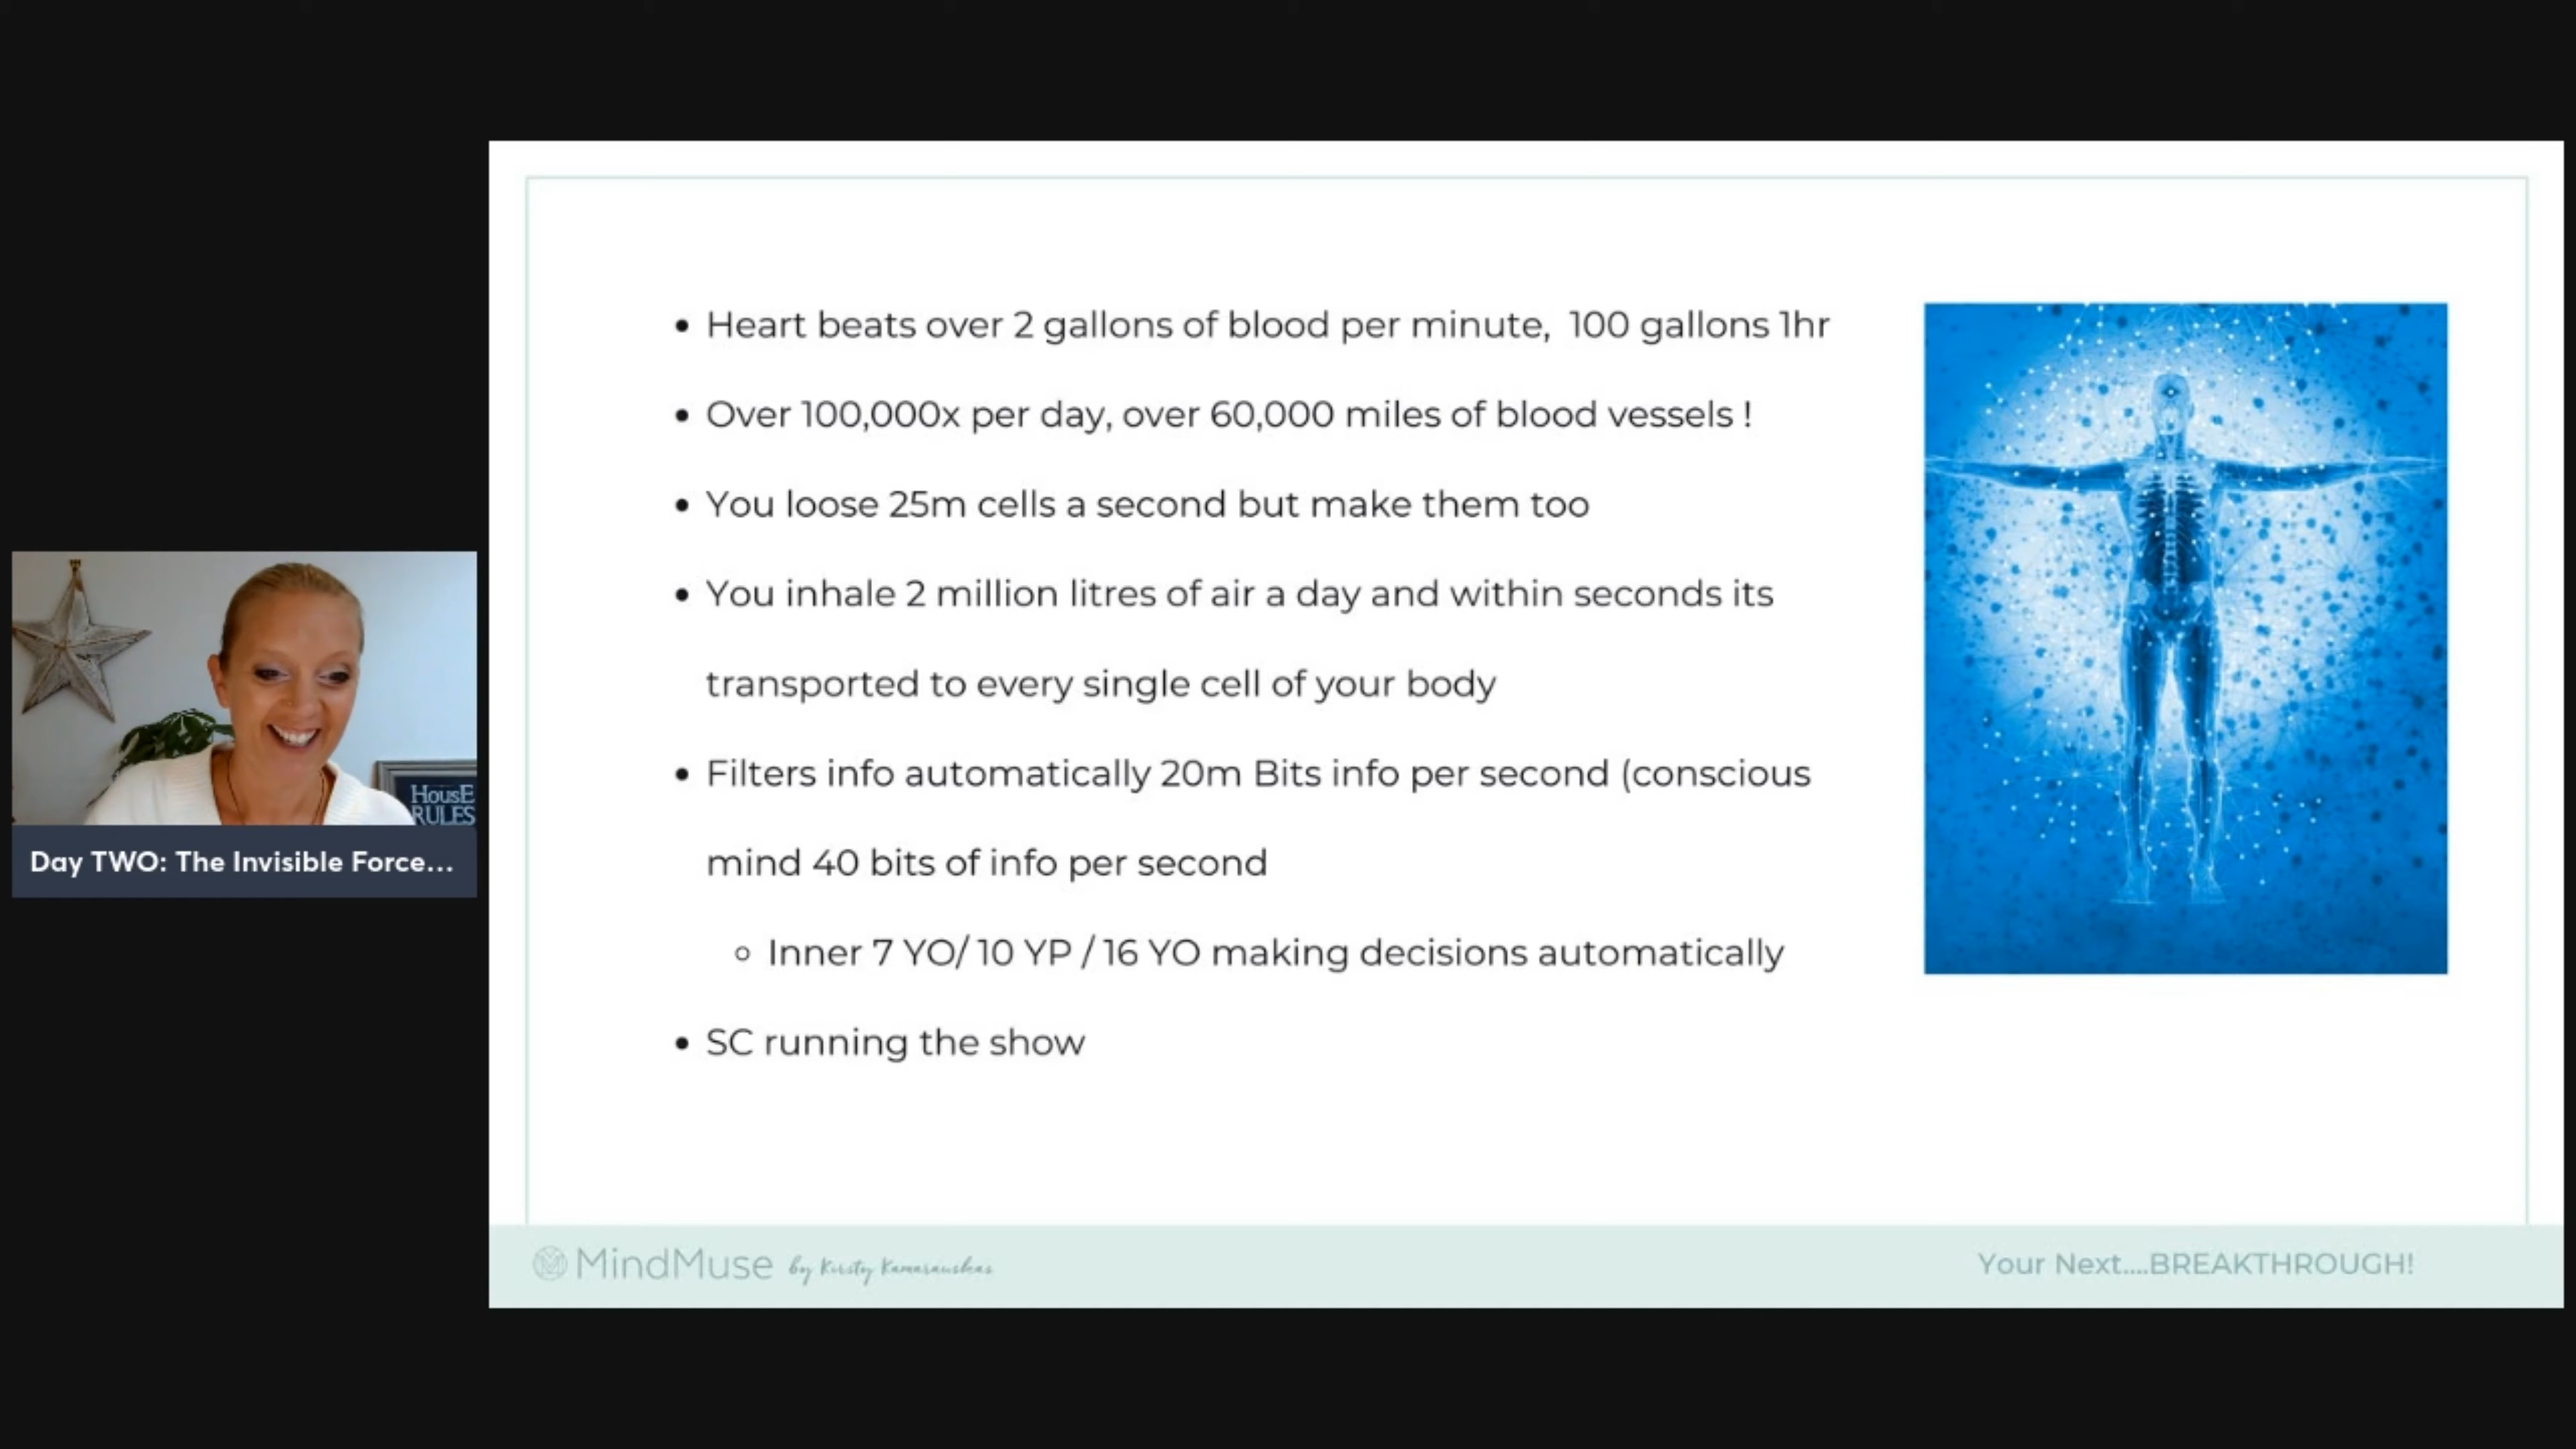 Heart beats over 2 gallons of blood per minute, 100 gallons 1hr
Over 100,000x per day, over 60,000 miles of blood vessels !
You loose 25m cells a second but make them too
You inhale 2 million litres of air a day and within seconds its
transported to every single cell of your body
Filters info automatically 20m Bits info per second (conscious
mind 40 bits of info per second
Inner 7 YO/ 10 YP / 16 YO making decisions automatically
SC running the show
HousE
RULES
Day TWO: The Invisible Force...
MindMuse by Kirsty Kamarauskas
Your Next....BREAKTHROUGH!